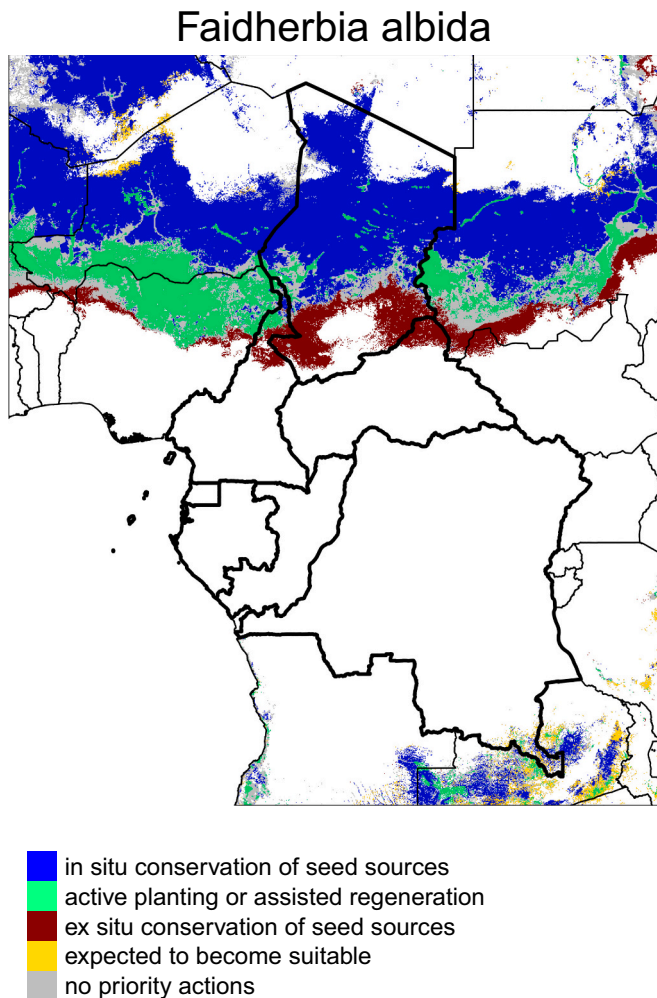 Faidherbia albida
in situ conservation of seed sources
active planting or assisted regeneration
ex situ conservation of seed sources
expected to become suitable
no priority actions